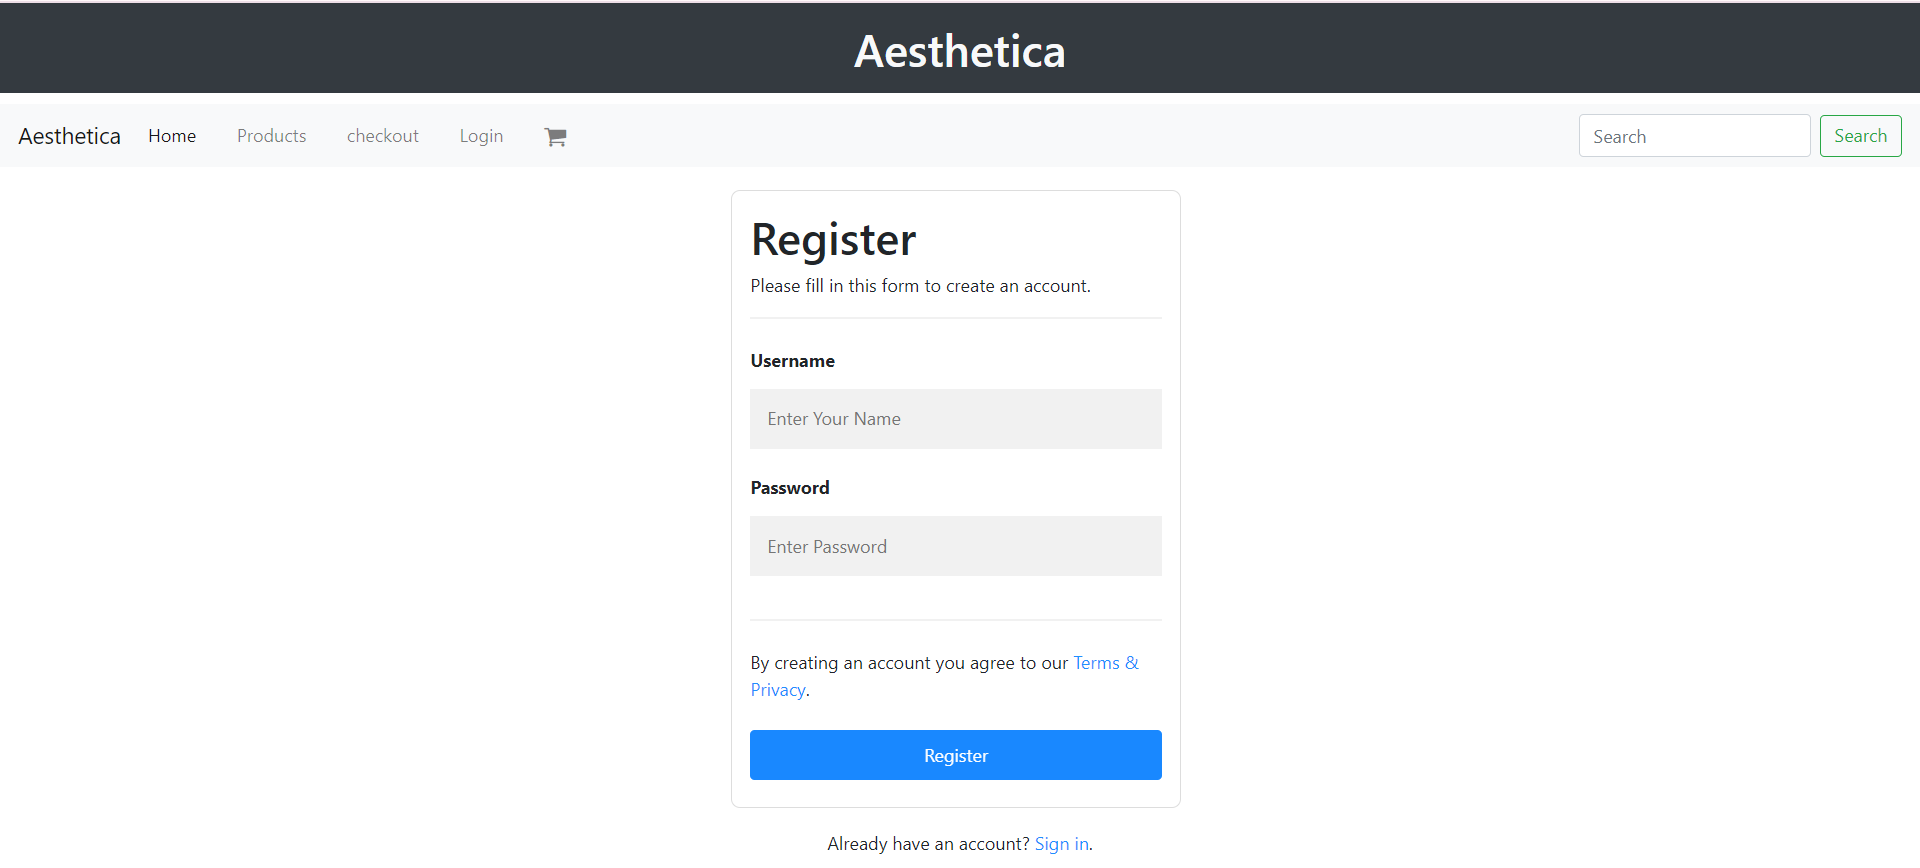 Aesthetica
Aesthetica Home Products checkout Login Search Search
Register
Please fill in this form to create an account.
Username
Enter Your Name
Password
Enter Password
By creating an account you agree to our Terms &
Privacy.
Register
Already have an account? Sign in.